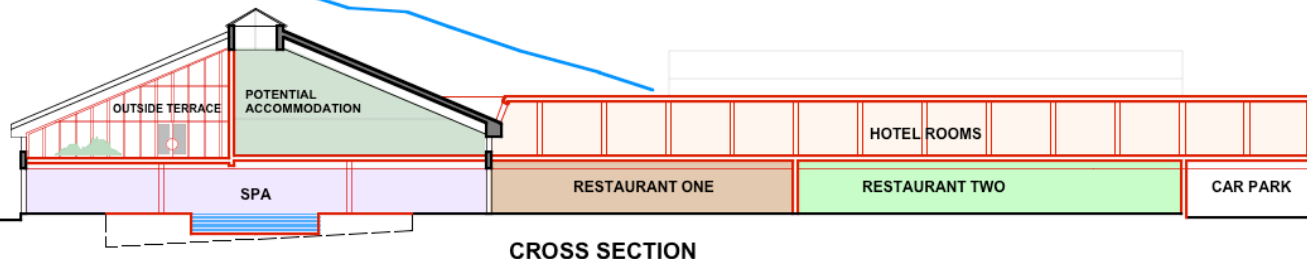 OUTSIDE TERRACE
POTENTIAL
ACCOMMODATION
HOTEL ROOMS
SPA
RESTAURANT ONE
RESTAURANT TWO
CAR PARK
CROSS SECTION